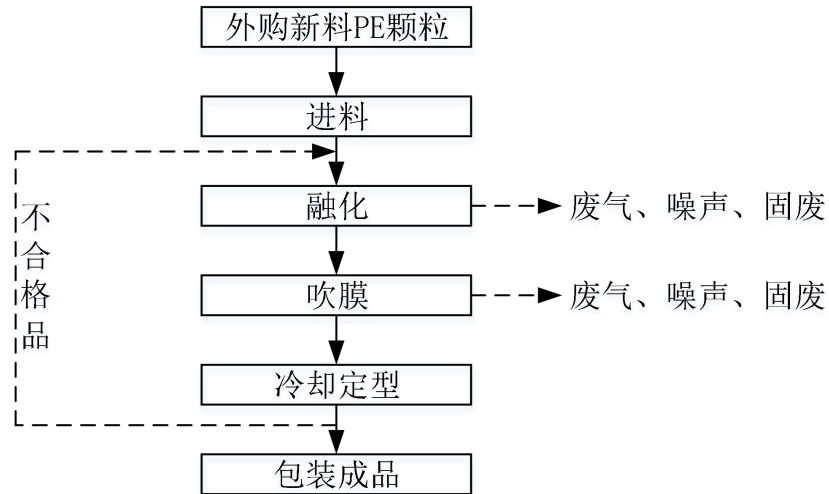 外购新料PE颗粒
进料
融化
废气、噪声、固废
不合格品
吹膜
废气、噪声、固废
冷却定型
包装成品